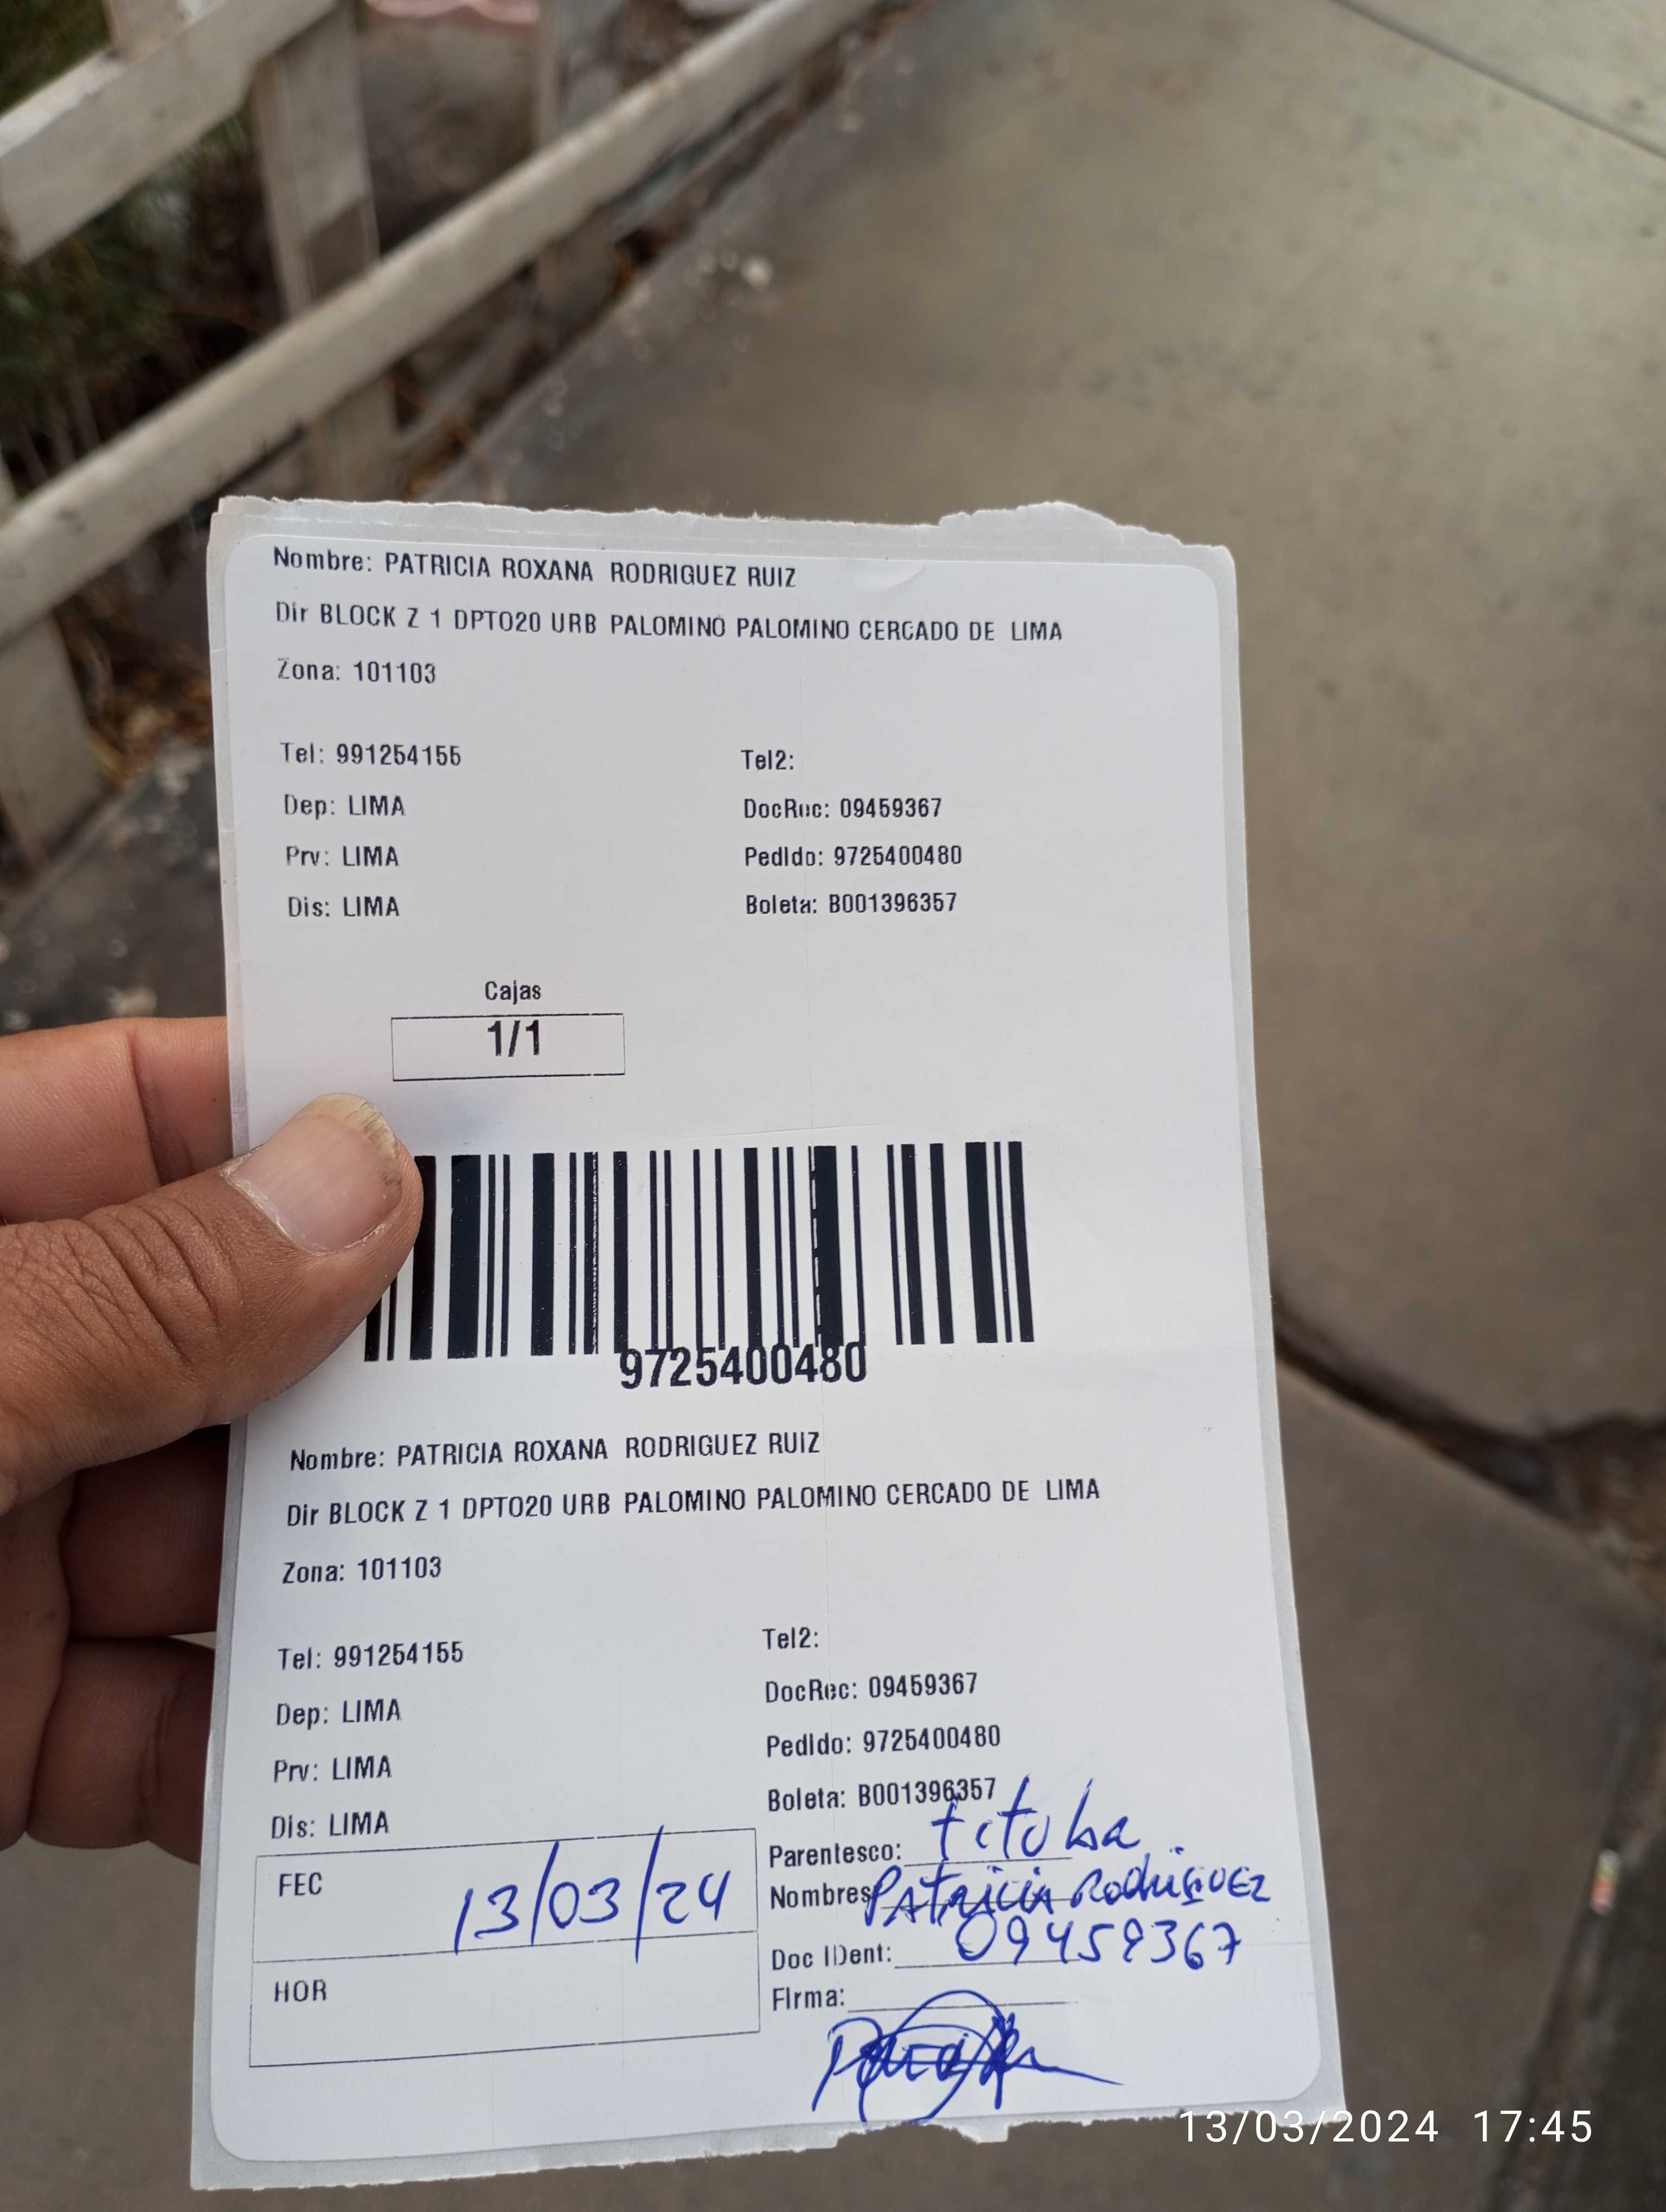 Nombre: PATRICIA ROXANA RODRIGUEZ RUIZ
Dir BLOCK Z 1 DPTO20 URB PALOMINO PALOMINO CERCADO DE LIMA
Zona: 101103
Tel: 991254155
Tel2:
Dep: LIMA
DocRec: 09459367
Prv: LIMA
Pedido: 9725400480
Dis: LIMA
Boleta: B001396357
Cajas
1/1
9725400480
Nombre: PATRICIA ROXANA RODRIGUEZ RUIZ
Dir BLOCK Z 1 DPTO20 URB PALOMINO PALOMINO CERCADO DE LIMA
Zona: 101103
Tel: 991254155
Tel2:
Dep: LIMA
DocRec: 09459367
Prv: LIMA
Pedido: 9725400480
Dis: LIMA
Boleta: B001396357
FEC 13/03/24
HOR
Parentesco: titular
Nombres PAtricia Rodriguez
Doc IDent: 09459367
Firma:
13/03/2024 17:45